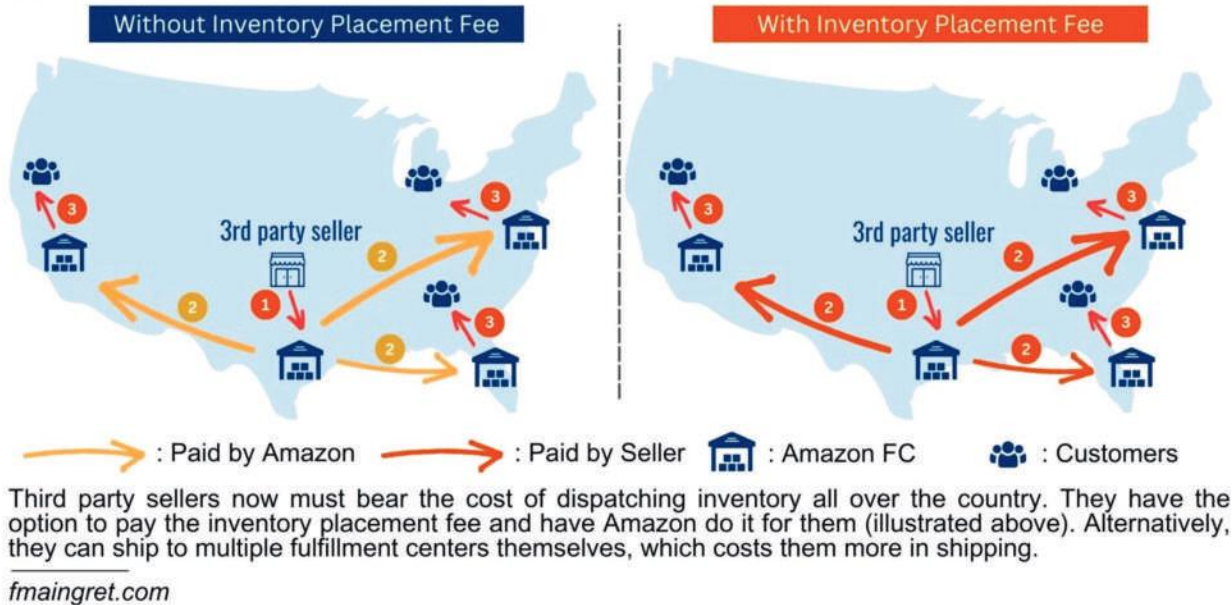 Without Inventory Placement Fee
With Inventory Placement Fee
3
3rd party seller
3
2
2
1
3
2
3
3rd party seller
3
2
2
1
3
2
: Paid by Amazon
: Paid by Seller
: Amazon FC
: Customers
Third party sellers now must bear the cost of dispatching inventory all over the country. They have the
option to pay the inventory placement fee and have Amazon do it for them (illustrated above). Alternatively,
they can ship to multiple fulfillment centers themselves, which costs them more in shipping.
fmaingret.com